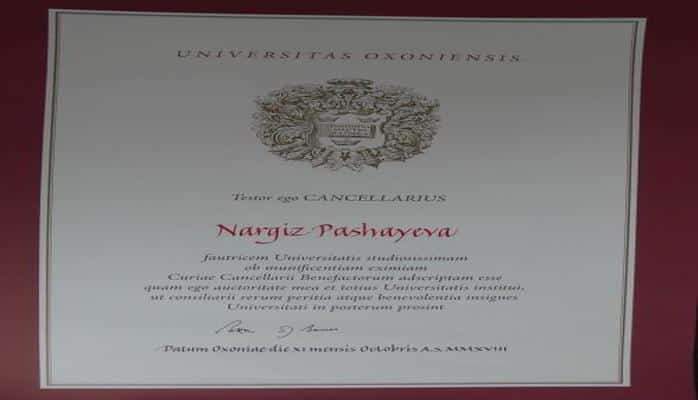 UNIVERSITAS OXONIENSIS
Testor ego CANCELLARIUS
Nargiz Pashayeva
fautricem Universitatis studiosissimam
ob munificentiam eximiam
Curiae Cancellarii Benefactorum adscriptam esse
quam ego auctoritate mea et totius Universitatis institui,
ut consiliarii rerum peritia atque benevolentia insignes
Universitati in posterum prosint
Datum Oxoniae die XI mensis Octobris A.S. MMXVIII